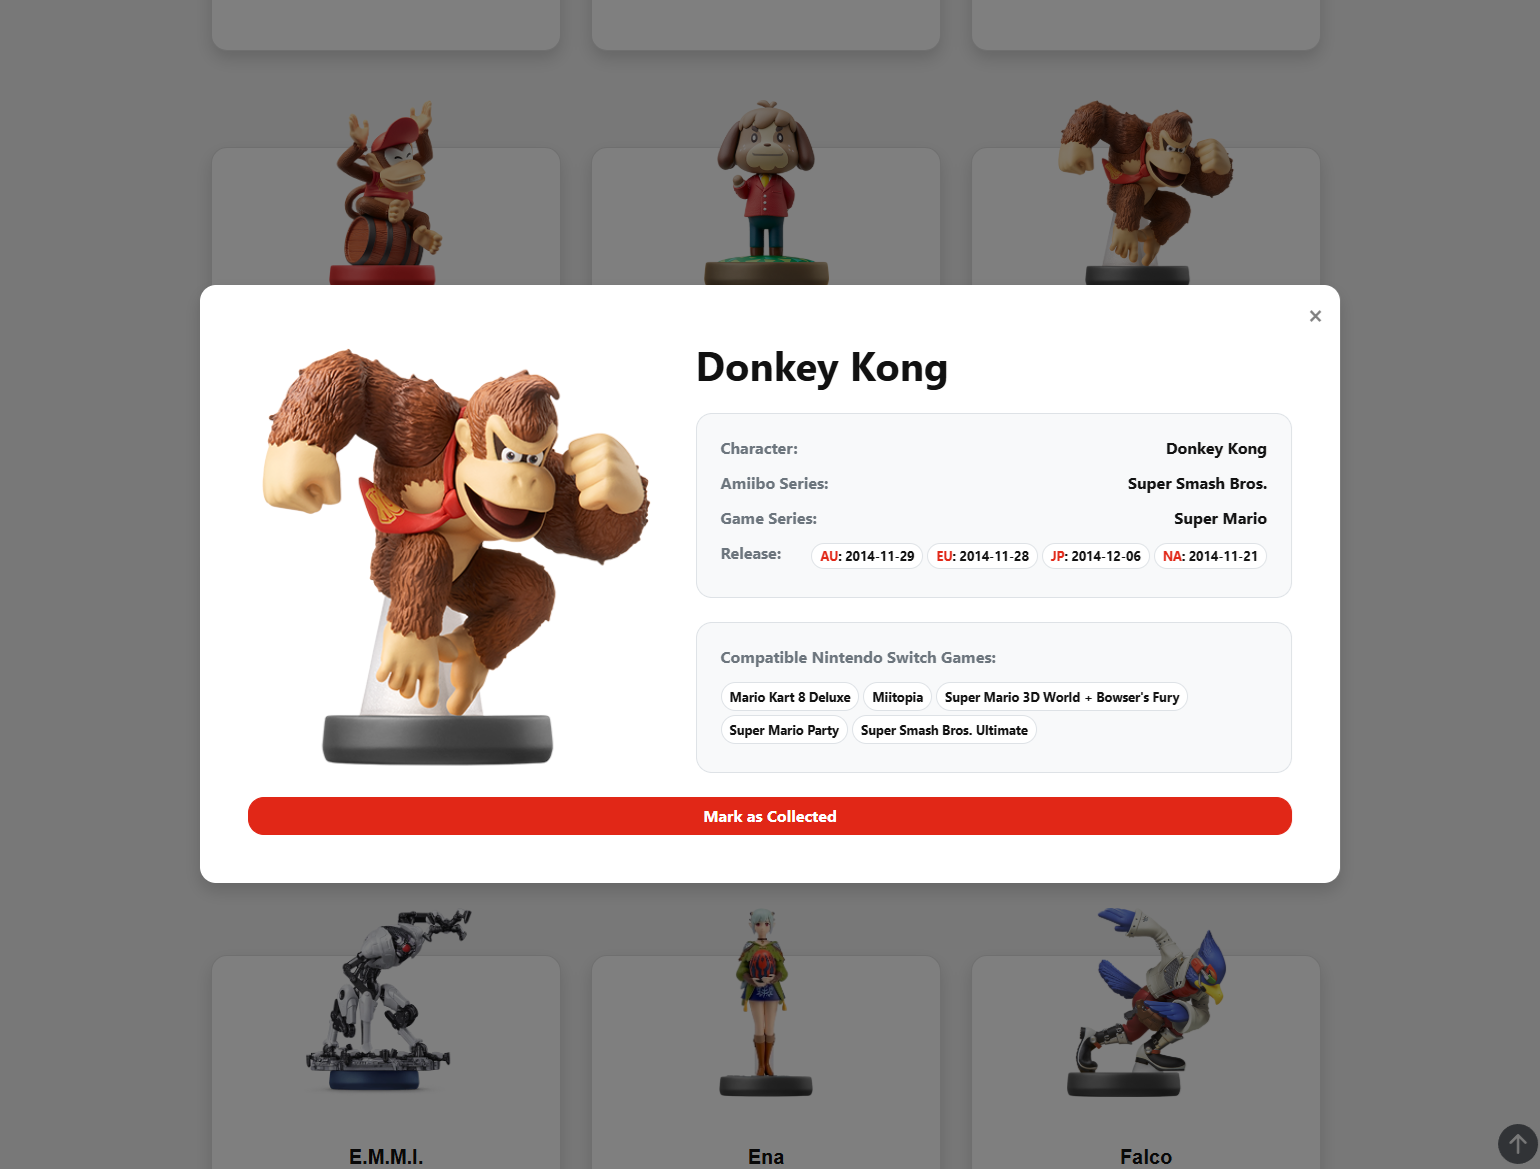 ×
Donkey Kong
Character: Donkey Kong
Amiibo Series: Super Smash Bros.
Game Series: Super Mario
Release: AU: 2014-11-29 EU: 2014-11-28 JP: 2014-12-06 NA: 2014-11-21
Compatible Nintendo Switch Games:
Mario Kart 8 Deluxe Miitopia Super Mario 3D World + Bowser's Fury
Super Mario Party Super Smash Bros. Ultimate
Mark as Collected
E.M.M.I. Ena Falco